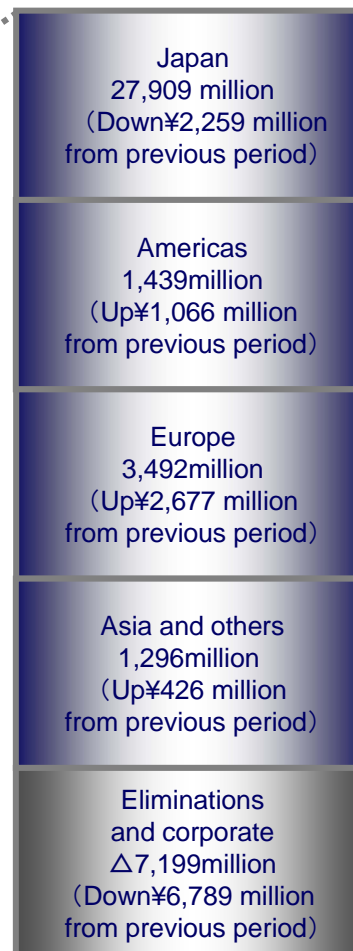 Japan
27,909 million
（Down¥2,259 million
from previous period）
Americas
1,439million
（Up¥1,066 million
from previous period）
Europe
3,492million
（Up¥2,677 million
from previous period）
Asia and others
1,296million
（Up¥426 million
from previous period）
Eliminations
and corporate
△7,199million
（Down¥6,789 million
from previous period）